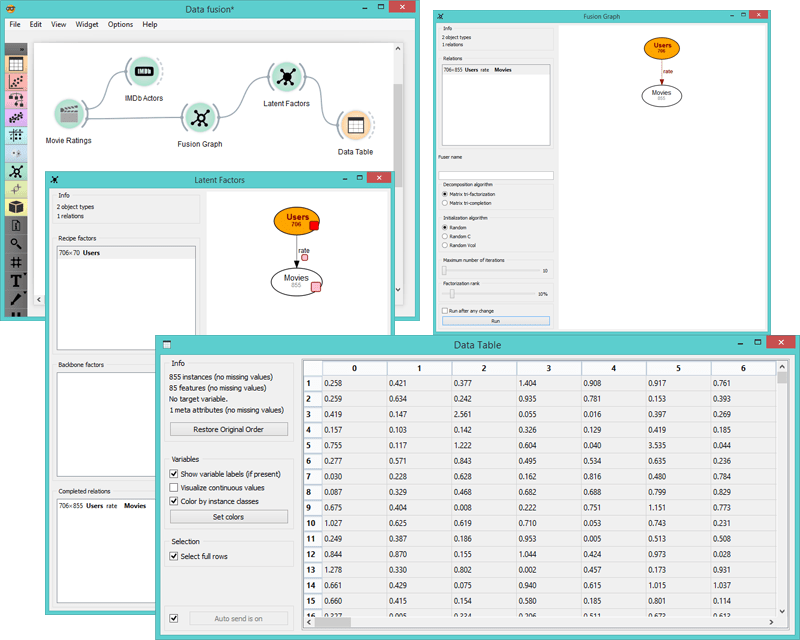 Data fusion*
File Edit View Widget Options Help
IMDb
IMDb Actors
Movie Ratings
Fusion Graph
Latent Factors
Data Table
Fusion Graph
Info
2 object types
1 relations
Relations
706×855 Users rate Movies
Fuser name
Decomposition algorithm
Matrix tri-factorization
Matrix tri-completion
Initialization algorithm
Random
Random C
Random Vcol
Maximum number of iterations
10
Factorization rank
10%
Run after any change
Run
Users
706
rate
Movies
855
Latent Factors
Info
2 object types
1 relations
Recipe factors
706×70 Users
Backbone factors
Completed relations
706×855 Users rate Movies
Users
706
rate
Movies
855
Data Table
Info
855 instances (no missing values)
85 features (no missing values)
No target variable.
1 meta attributes (no missing values)
Restore Original Order
Variables
Show variable labels (if present)
Visualize continuous values
Color by instance classes
Set colors
Selection
Select full rows
Auto send is on
0 1 2 3 4 5 6
1 0.258 0.421 0.377 1.404 0.908 0.917 0.761
2 0.259 0.634 0.242 0.935 0.781 0.153 0.393
3 0.419 0.147 2.561 0.055 0.016 0.397 0.269
4 0.157 0.103 0.142 0.326 0.129 0.419 0.185
5 0.755 0.117 1.222 0.604 0.040 3.535 0.044
6 0.277 0.571 0.843 0.495 0.534 0.635 0.236
7 0.030 0.228 0.628 0.162 0.816 0.480 0.784
8 0.087 0.329 0.468 0.682 0.688 0.799 0.829
9 0.675 0.404 0.008 0.222 0.751 1.151 0.773
10 1.027 0.625 0.619 0.710 0.053 0.743 0.231
11 0.249 0.387 0.186 0.953 0.005 0.513 0.508
12 0.844 0.870 0.155 1.044 0.424 0.973 0.028
13 1.278 0.330 0.802 0.002 0.457 0.173 0.931
14 0.661 0.429 0.075 0.940 0.615 1.015 1.037
15 0.660 0.415 0.154 0.580 0.185 0.801 0.114